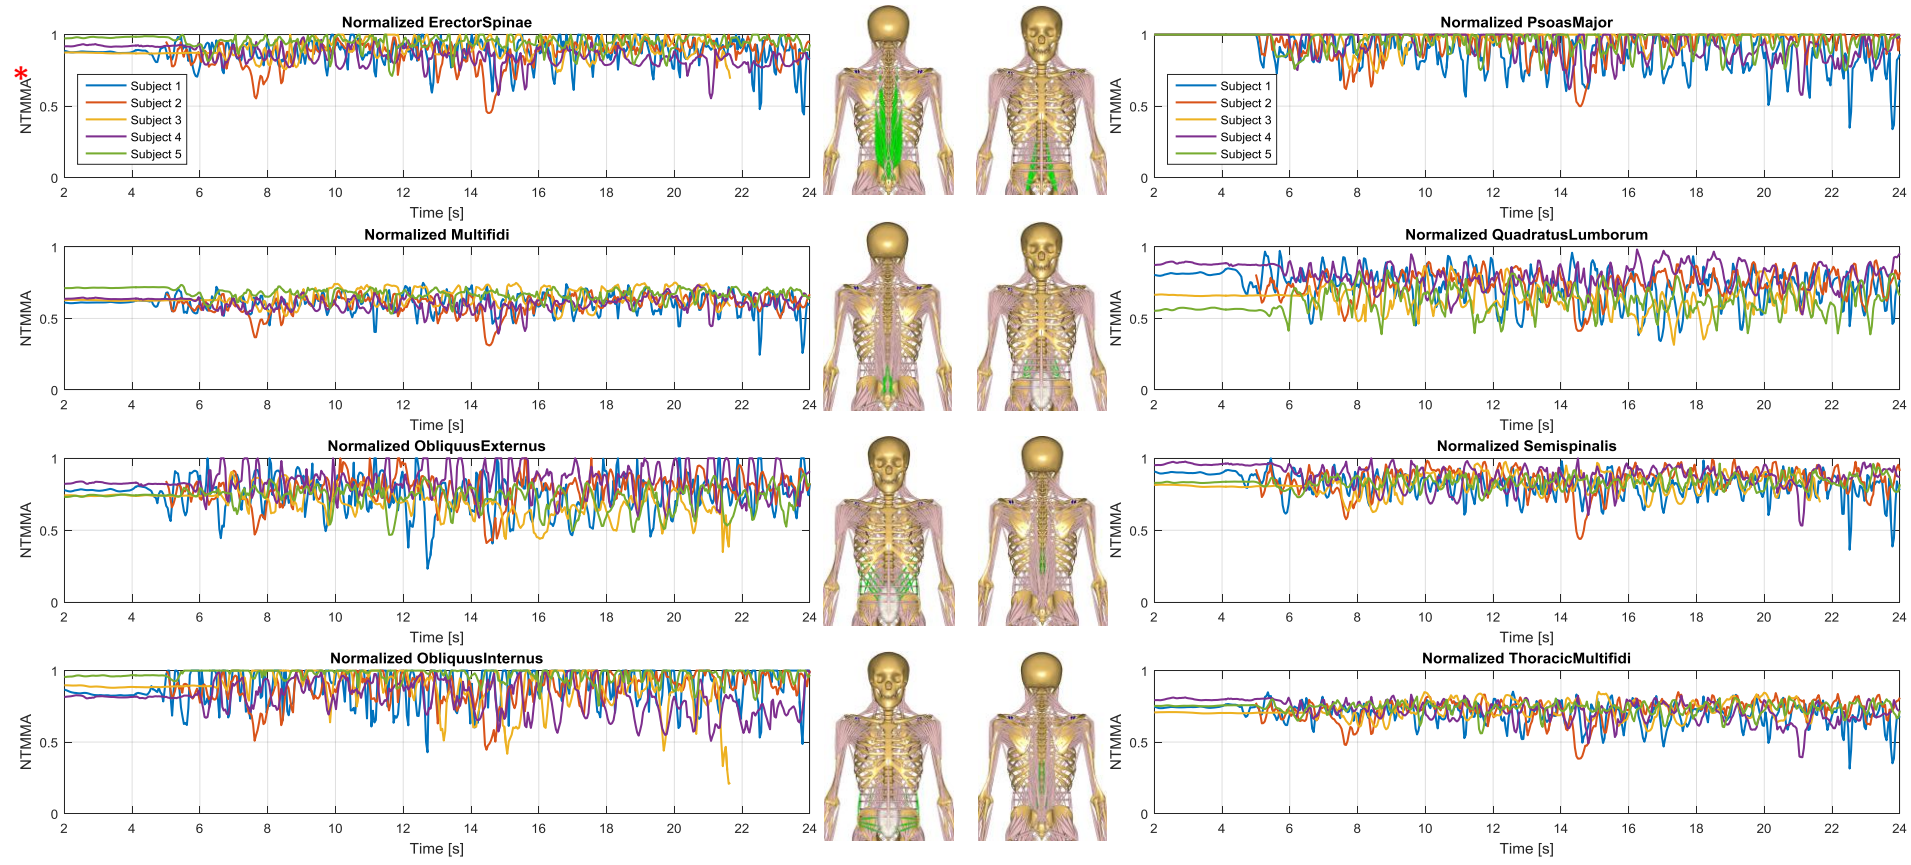 Normalized ErectorSpinae
1
0.5
0
NTMMA*
Subject 1
Subject 2
Subject 3
Subject 4
Subject 5
2 4 6 8 10 12 14 16 18 20 22 24
Time [s]
Normalized PsoasMajor
1
0.5
0
NTMMA
Subject 1
Subject 2
Subject 3
Subject 4
Subject 5
2 4 6 8 10 12 14 16 18 20 22 24
Time [s]
Normalized Multifidi
1
0.5
0
NTMMA
2 4 6 8 10 12 14 16 18 20 22 24
Time [s]
Normalized QuadratusLumborum
1
0.5
0
NTMMA
2 4 6 8 10 12 14 16 18 20 22 24
Time [s]
Normalized ObliquusExternus
1
0.5
0
NTMMA
2 4 6 8 10 12 14 16 18 20 22 24
Time [s]
Normalized Semispinalis
1
0.5
0
NTMMA
2 4 6 8 10 12 14 16 18 20 22 24
Time [s]
Normalized ObliquusInternus
1
0.5
0
NTMMA
2 4 6 8 10 12 14 16 18 20 22 24
Time [s]
Normalized ThoracicMultifidi
1
0.5
0
NTMMA
2 4 6 8 10 12 14 16 18 20 22 24
Time [s]